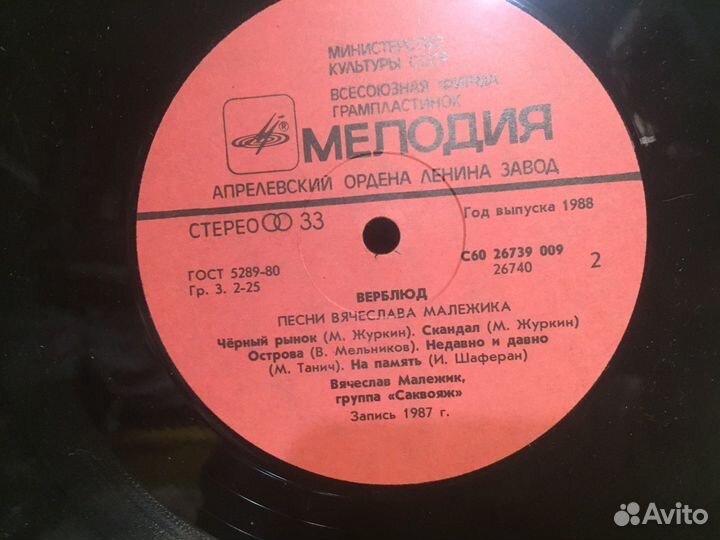 МИНИСТЕРСТВО
КУЛЬТУРЫ СССР
ВСЕСОЮЗНАЯ ФИРМА
ГРАМПЛАСТИНОК
®
МЕЛОДИЯ
АПРЕЛЕВСКИЙ ОРДЕНА ЛЕНИНА ЗАВОД
СТЕРЕО 33
Год выпуска 1988
ГОСТ 5289-80
Гр. 3. 2-25
С60 26739 009
26740
2
ВЕРБЛЮД
ПЕСНИ ВЯЧЕСЛАВА МАЛЕЖИКА
Чёрный рынок (М. Журкин). Скандал (М. Журкин)
Острова (В. Мельников). Недавно и давно
(М. Танич). На память (И. Шаферан)
Вячеслав Малежик,
группа «Саквояж»
Запись 1987 г.
Avito